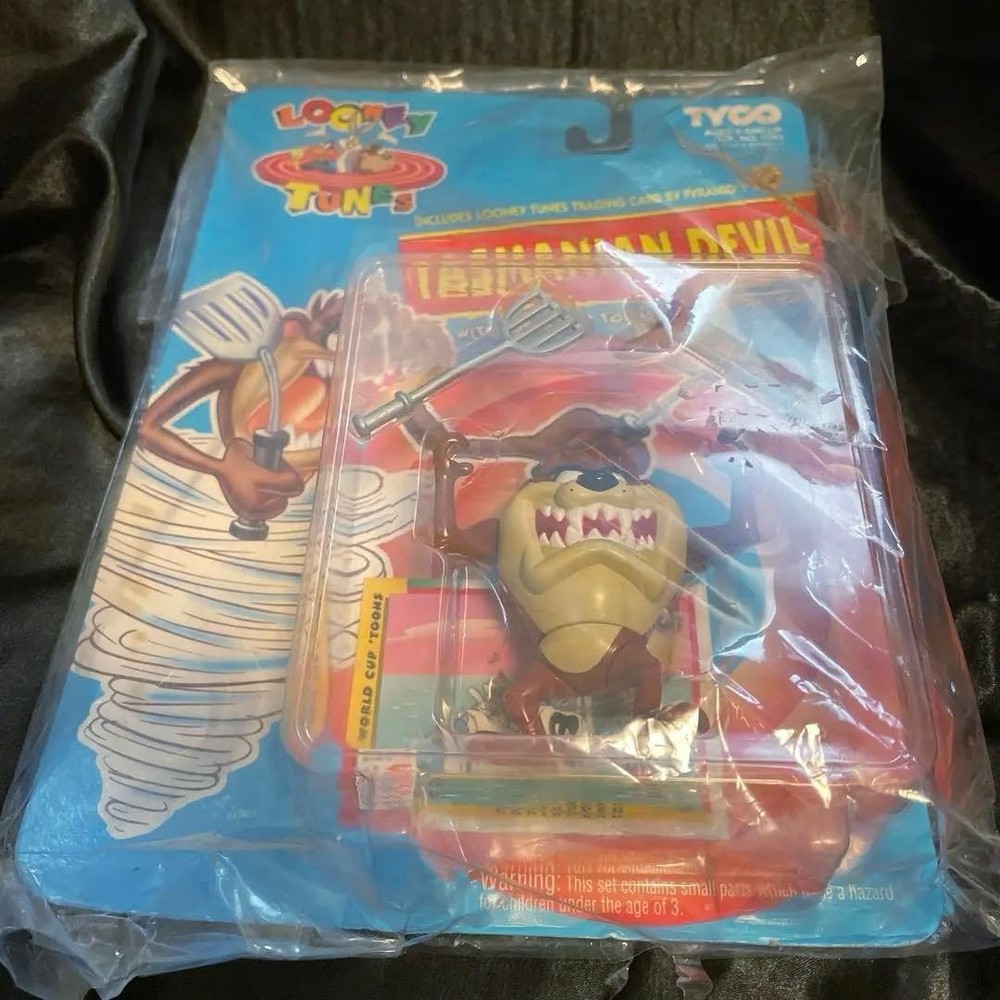 LOONEY
TUNES
TYCO
INCLUDES LOONEY TUNES TRADING CARD BY PYRAMID
TASMANIAN DEVIL
WORLD CUP 'TOONS
Warning: This set contains small parts which a hazard
for children under the age of 3.